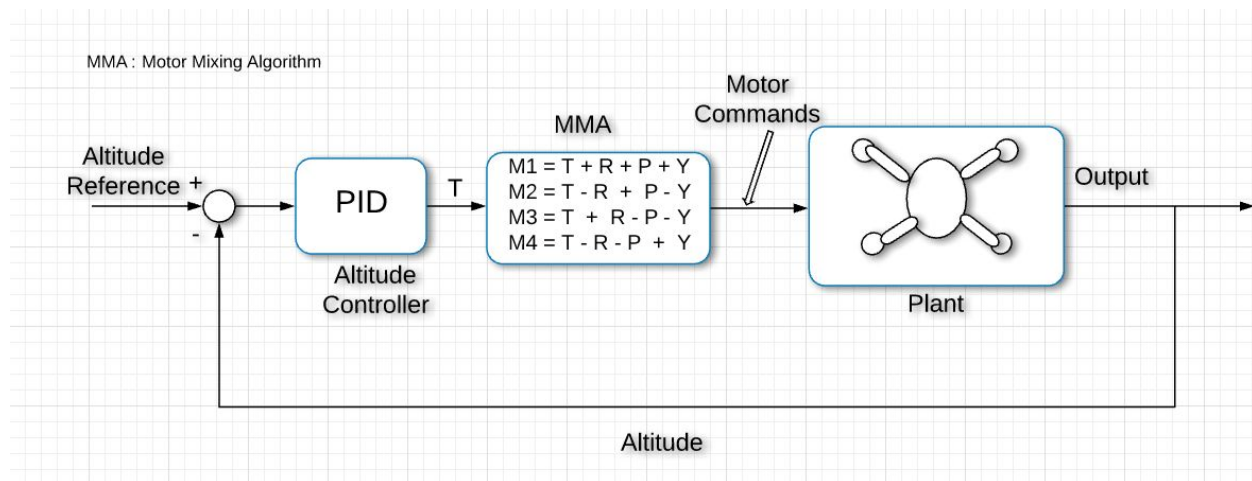 MMA : Motor Mixing Algorithm
Motor
Commands
MMA
Altitude
Reference
+
-
PID
T
M1 = T + R + P + Y
M2 = T - R + P - Y
M3 = T + R - P - Y
M4 = T - R - P + Y
Output
Altitude
Controller
Plant
Altitude